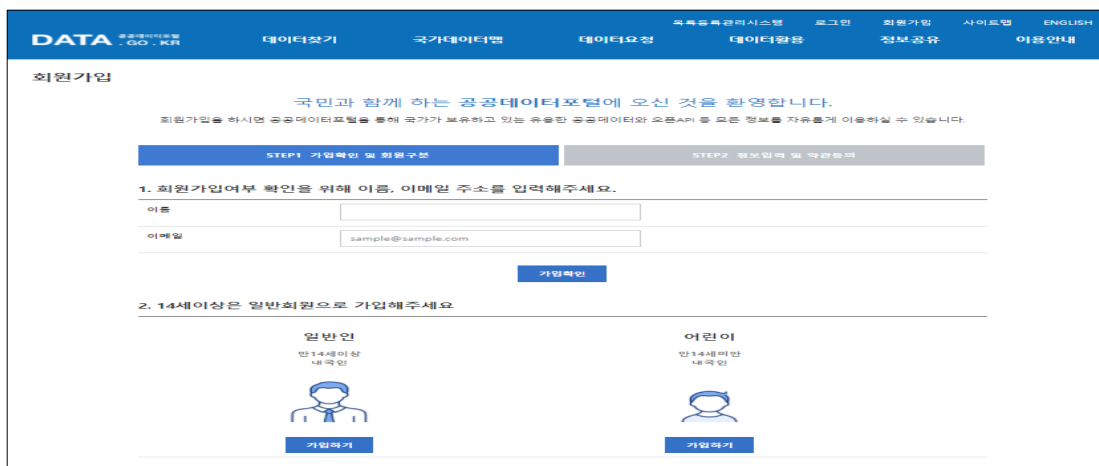 목록등록관리시스템 로그인 회원가입 사이트맵 ENGLISH
DATA 공공데이터포털 .GO.KR
데이터찾기 국가데이터맵 데이터요청 데이터활용 정보공유 이용안내
회원가입
국민과 함께 하는 공공데이터포털에 오신 것을 환영합니다.
회원가입을 하시면 공공데이터포털을 통해 국가가 보유하고 있는 유용한 공공데이터와 오픈API 등 모든 정보를 자유롭게 이용하실 수 있습니다.
STEP1 가입확인 및 회원구분
STEP2 정보입력 및 약관동의
1. 회원가입여부 확인을 위해 이름, 이메일 주소를 입력해주세요.
이름
이메일 sample@sample.com
가입확인
2. 14세이상은 일반회원으로 가입해주세요
일반인 어린이
만14세이상 만14세미만
내국인 내국인
가입하기 가입하기